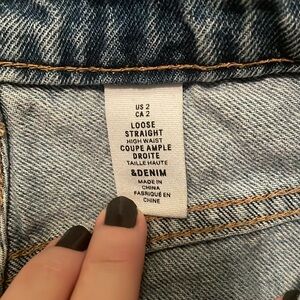 US 2
CA 2
LOOSE
STRAIGHT
HIGH WAIST
COUPE AMPLE
DROITE
TAILLE HAUTE
&DENIM
MADE IN
CHINA
FABRIQUÉ EN
CHINE